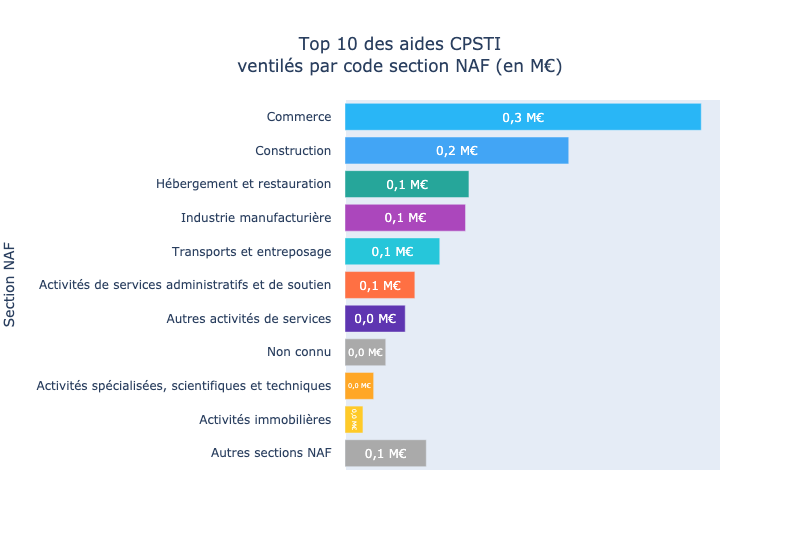 Top 10 des aides CPSTI
ventilés par code section NAF (en M€)
Section NAF
Commerce 0,3 M€
Construction 0,2 M€
Hébergement et restauration 0,1 M€
Industrie manufacturière 0,1 M€
Transports et entreposage 0,1 M€
Activités de services administratifs et de soutien 0,1 M€
Autres activités de services 0,0 M€
Non connu 0,0 M€
Activités spécialisées, scientifiques et techniques 0,0 M€
Activités immobilières 0,0 M€
Autres sections NAF 0,1 M€